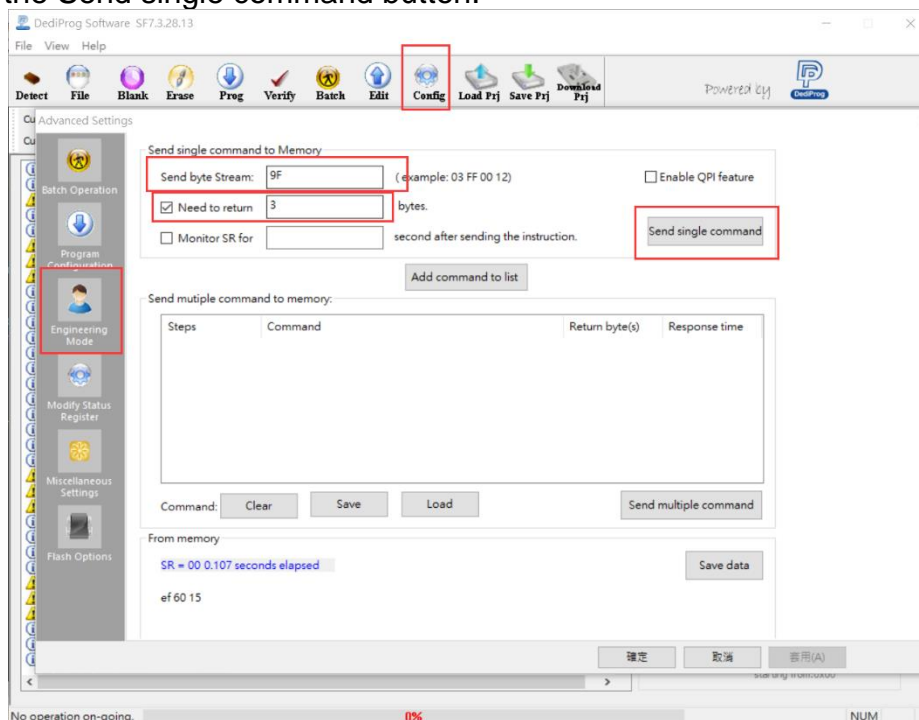 the Send single command button.
DediProg Software SF7.3.28.13
File View Help
Detect File Blank Erase Prog Verify Batch Edit Config Load Prj Save Prj Download Prj Powered by DediProg
Cu Advanced Settings
Cu
Send single command to Memory
Send byte Stream: 9F (example: 03 FF 00 12) Enable QPI feature
Batch Operation
Need to return 3 bytes.
Monitor SR for second after sending the instruction. Send single command
Program Configuration
Add command to list
Send mutiple command to memory:
Steps Command Return byte(s) Response time
Engineering Mode
Modify Status Register
Miscellaneous Settings
Command: Clear Save Load Send multiple command
From memory
Flash Options
SR = 00 0.107 seconds elapsed Save data
ef 60 15
確定 取消 套用(A)
starting from:0x00
No operation on-going. 0% NUM